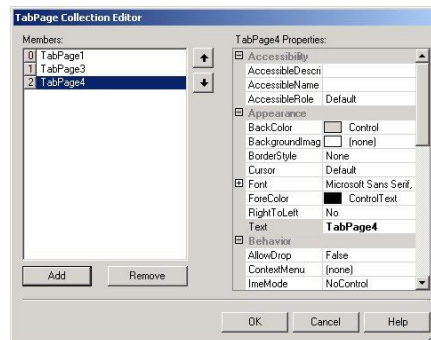 TabPage Collection Editor
Members:
0 TabPage1
1 TabPage3
2 TabPage4
Add
Remove
TabPage4 Properties:
Accessibility
AccessibleDescri
AccessibleName
AccessibleRole Default
Appearance
BackColor Control
BackgroundImag (none)
BorderStyle None
Cursor Default
Font Microsoft Sans Serif,
ForeColor ControlText
RightToLeft No
Text TabPage4
Behavior
AllowDrop False
ContextMenu (none)
ImeMode NoControl
OK
Cancel
Help